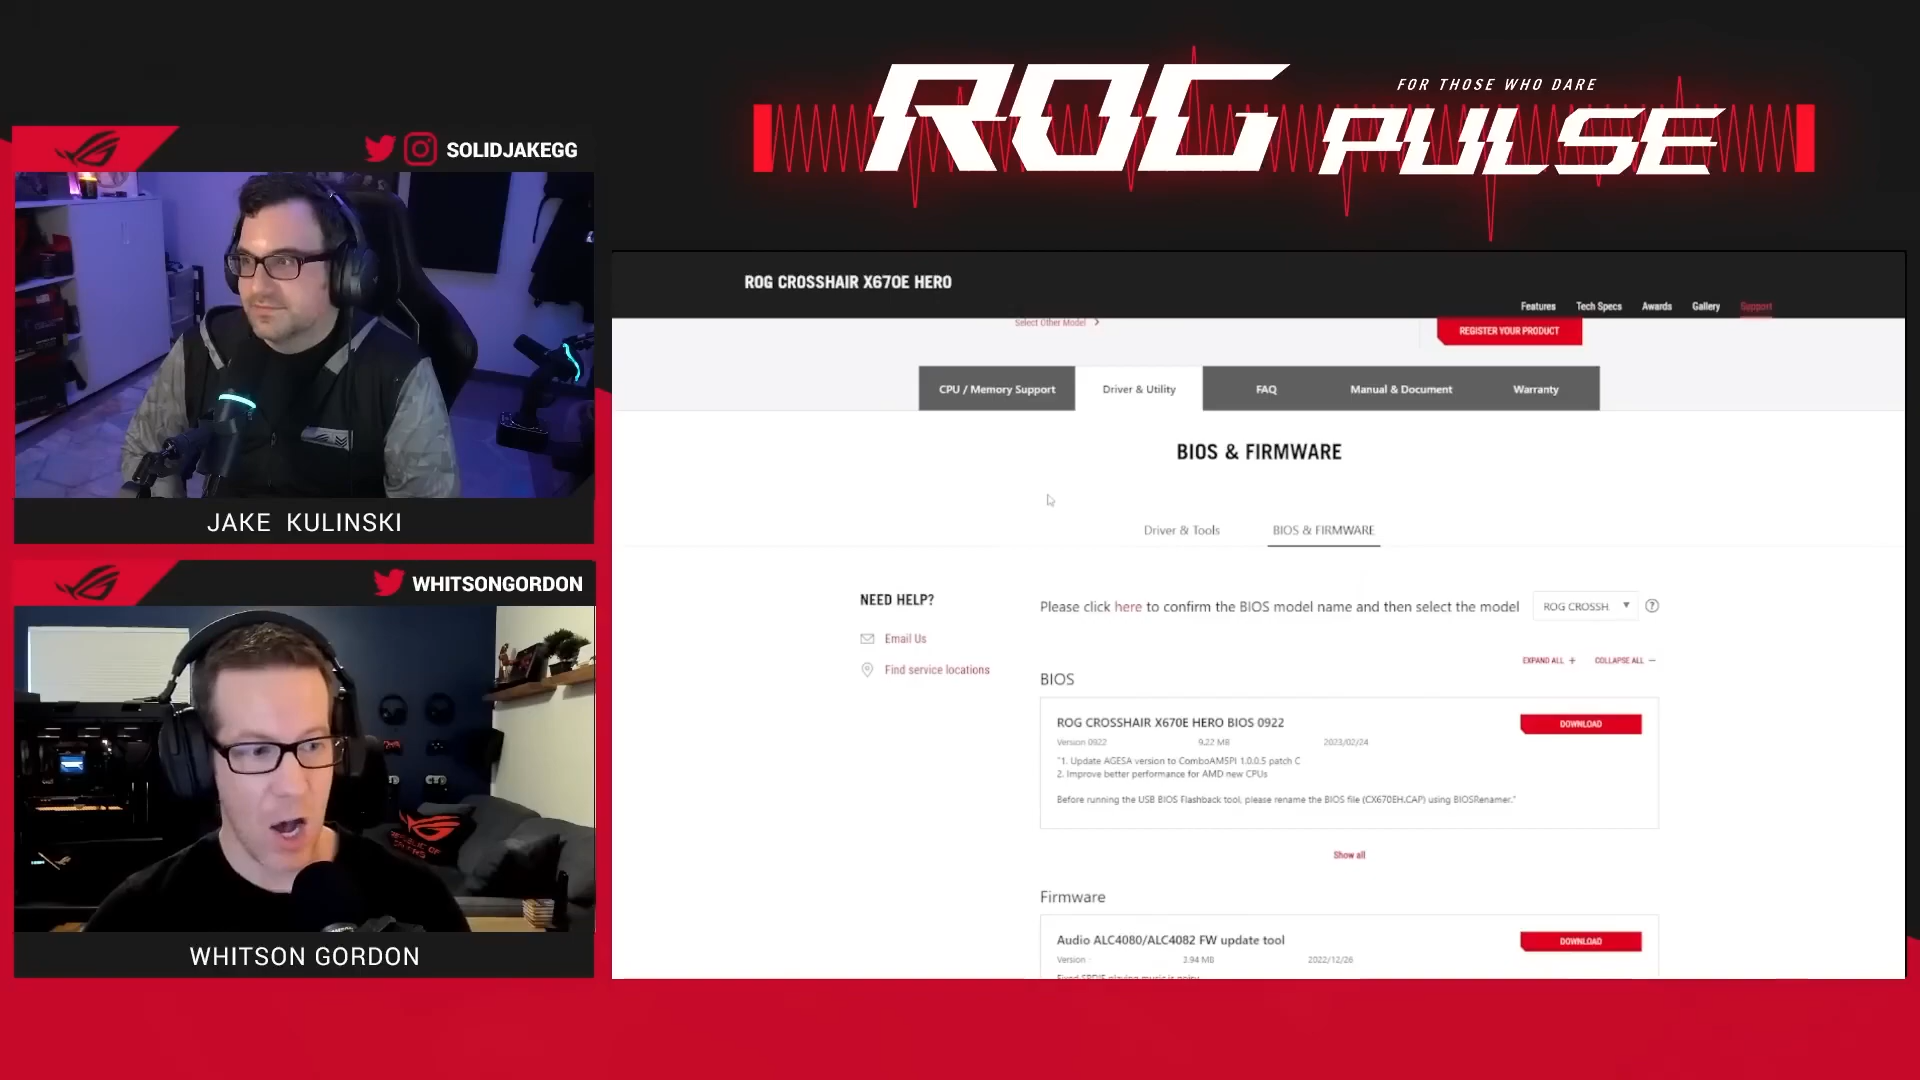 ROG
FOR THOSE WHO DARE
PULSE
SOLIDJAKEGG
JAKE KULINSKI
WHITSONGORDON
WHITSON GORDON
ROG CROSSHAIR X670E HERO
Features Tech Specs Awards Gallery Support
Select Other Model
REGISTER YOUR PRODUCT
CPU / Memory Support Driver & Utility FAQ Manual & Document Warranty
BIOS & FIRMWARE
Driver & Tools BIOS & FIRMWARE
NEED HELP?
Email Us
Find service locations
Please click here to confirm the BIOS model name and then select the model ROG CROSSH.
EXPAND ALL + COLLAPSE ALL −
BIOS
ROG CROSSHAIR X670E HERO BIOS 0922
DOWNLOAD
Version 0922 9.22 MB 2023/02/24
"1. Update AGESA version to ComboAM5PI 1.0.0.5 patch C
2. Improve better performance for AMD new CPUs
Before running the USB BIOS Flashback tool, please rename the BIOS file (CX670EH.CAP) using BIOSRenamer."
Show all
Firmware
Audio ALC4080/ALC4082 FW update tool
DOWNLOAD
Version - 3.94 MB 2022/12/26